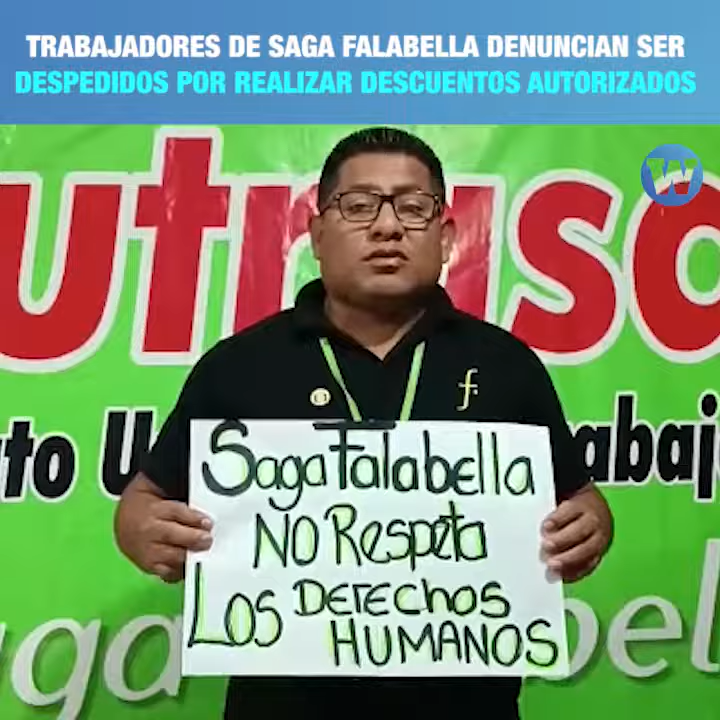 TRABAJADORES DE SAGA FALABELLA DENUNCIAN SER
DESPEDIDOS POR REALIZAR DESCUENTOS AUTORIZADOS
W
f.
Saga Falabella
NO Respeta
Los DERECHOS
HUMANOS